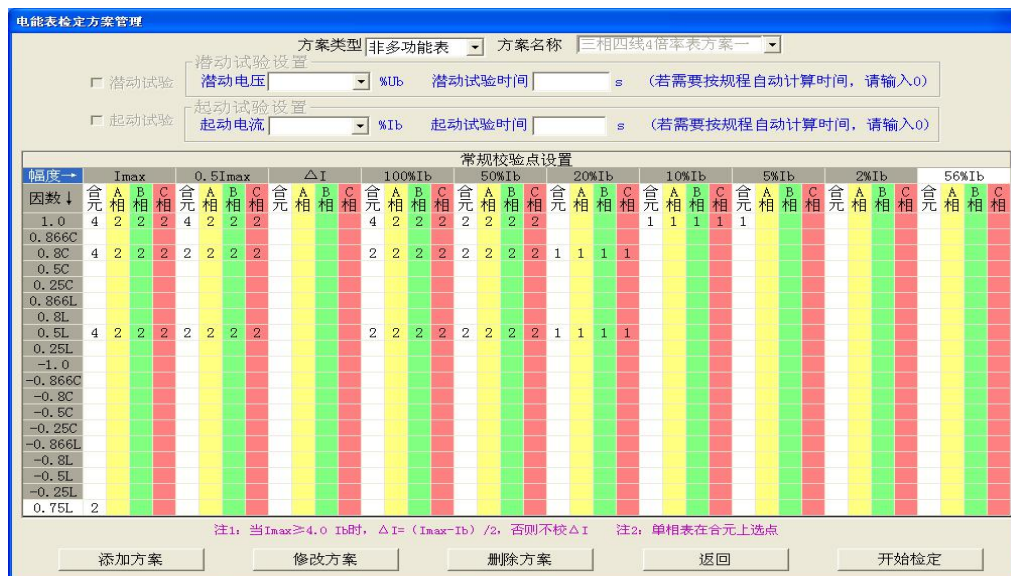 电能表检定方案管理
方案类型 非多功能表 方案名称 三相四线4倍率表方案一
潜动试验设置
潜动试验 潜动电压 %Ub 潜动试验时间 s (若需要按规程自动计算时间，请输入0)
起动试验设置
起动试验 起动电流 %Ib 起动试验时间 s (若需要按规程自动计算时间，请输入0)
常规校验点设置
幅度→ Imax 0.5Imax △I 100%Ib 50%Ib 20%Ib 10%Ib 5%Ib 2%Ib 56%Ib
因数↓ 合元 A相 B相 C相 合元 A相 B相 C相 合元 A相 B相 C相 合元 A相 B相 C相 合元 A相 B相 C相 合元 A相 B相 C相 合元 A相 B相 C相 合元 A相 B相 C相 合元 A相 B相 C相 合元 A相 B相 C相
1.0 4 2 2 2 4 2 2 2 4 2 2 2 2 2 2 2 1 1 1 1 1
0.866C
0.8C 4 2 2 2 2 2 2 2 2 2 2 2 2 2 2 2 1 1 1 1
0.5C
0.25C
0.866L
0.8L
0.5L 4 2 2 2 2 2 2 2 2 2 2 2 2 2 2 2 1 1 1 1
0.25L
-1.0
-0.866C
-0.8C
-0.5C
-0.25C
-0.866L
-0.8L
-0.5L
-0.25L
0.75L 2
注1：当Imax≥4.0 Ib时，△I=（Imax-Ib）/2，否则不校△I 注2：单相表在合元上选点
添加方案 修改方案 删除方案 返回 开始检定